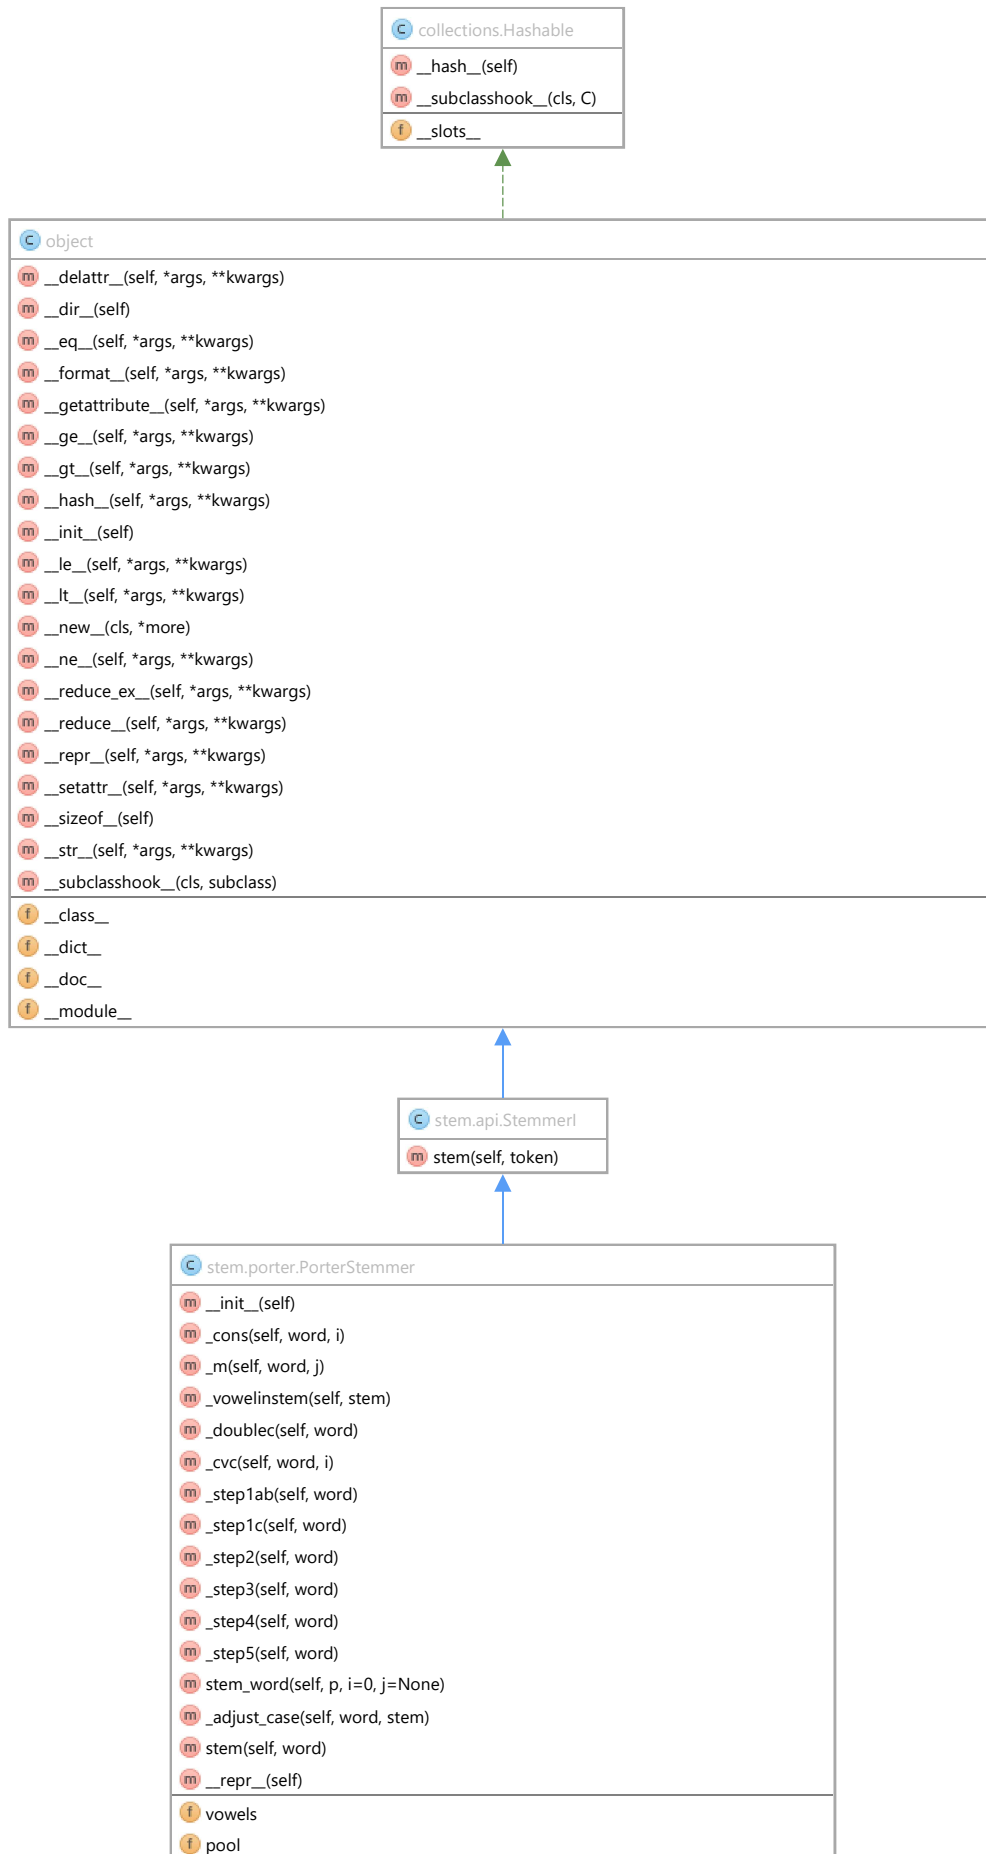 C collections.Hashable
m __hash__(self)
m __subclasshook__(cls, C)
f __slots__
C object
m __delattr__(self, *args, **kwargs)
m __dir__(self)
m __eq__(self, *args, **kwargs)
m __format__(self, *args, **kwargs)
m __getattribute__(self, *args, **kwargs)
m __ge__(self, *args, **kwargs)
m __gt__(self, *args, **kwargs)
m __hash__(self, *args, **kwargs)
m __init__(self)
m __le__(self, *args, **kwargs)
m __lt__(self, *args, **kwargs)
m __new__(cls, *more)
m __ne__(self, *args, **kwargs)
m __reduce_ex__(self, *args, **kwargs)
m __reduce__(self, *args, **kwargs)
m __repr__(self, *args, **kwargs)
m __setattr__(self, *args, **kwargs)
m __sizeof__(self)
m __str__(self, *args, **kwargs)
m __subclasshook__(cls, subclass)
f __class__
f __dict__
f __doc__
f __module__
C stem.api.StemmerI
m stem(self, token)
C stem.porter.PorterStemmer
m __init__(self)
m _cons(self, word, i)
m _m(self, word, j)
m _vowelinstem(self, stem)
m _doublec(self, word)
m _cvc(self, word, i)
m _step1ab(self, word)
m _step1c(self, word)
m _step2(self, word)
m _step3(self, word)
m _step4(self, word)
m _step5(self, word)
m stem_word(self, p, i=0, j=None)
m _adjust_case(self, word, stem)
m stem(self, word)
m __repr__(self)
f vowels
f pool